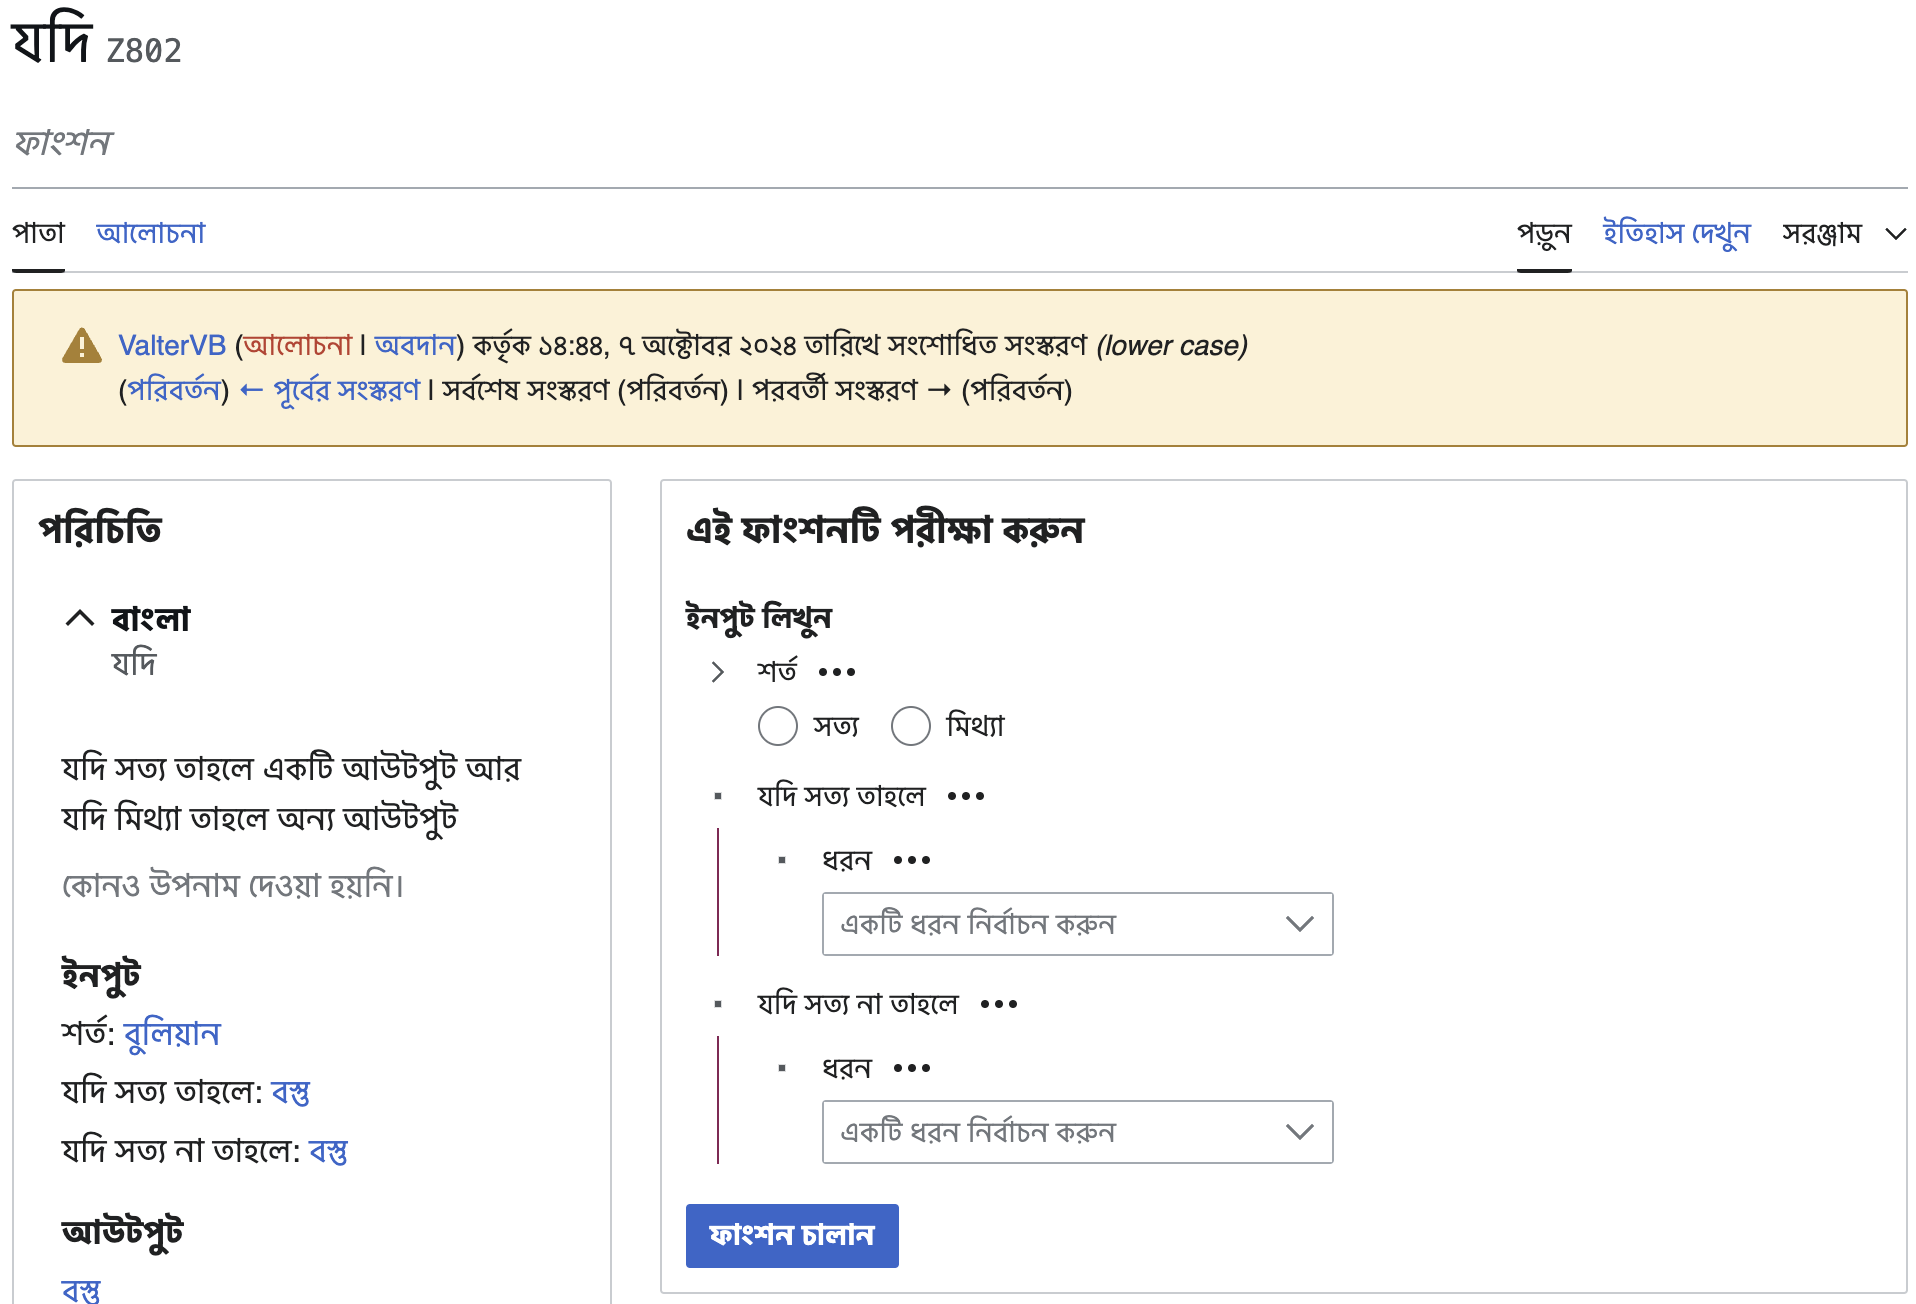 যদি Z802
ফাংশন
পাতা আলোচনা পড়ুন ইতিহাস দেখুন সরঞ্জাম
ValterVB (আলোচনা | অবদান) কর্তৃক ১৪:৪৪, ৭ অক্টোবর ২০২৪ তারিখে সংশোধিত সংস্করণ (lower case)
(পরিবর্তন) ← পূর্বের সংস্করণ | সর্বশেষ সংস্করণ (পরিবর্তন) | পরবর্তী সংস্করণ → (পরিবর্তন)
পরিচিতি
বাংলা
যদি
যদি সত্য তাহলে একটি আউটপুট আর
যদি মিথ্যা তাহলে অন্য আউটপুট
কোনও উপনাম দেওয়া হয়নি।
ইনপুট
শর্ত: বুলিয়ান
যদি সত্য তাহলে: বস্তু
যদি সত্য না তাহলে: বস্তু
আউটপুট
বস্তু
এই ফাংশনটি পরীক্ষা করুন
ইনপুট লিখুন
শর্ত •••
সত্য মিথ্যা
যদি সত্য তাহলে •••
ধরন •••
একটি ধরন নির্বাচন করুন
যদি সত্য না তাহলে •••
ধরন •••
একটি ধরন নির্বাচন করুন
ফাংশন চালান